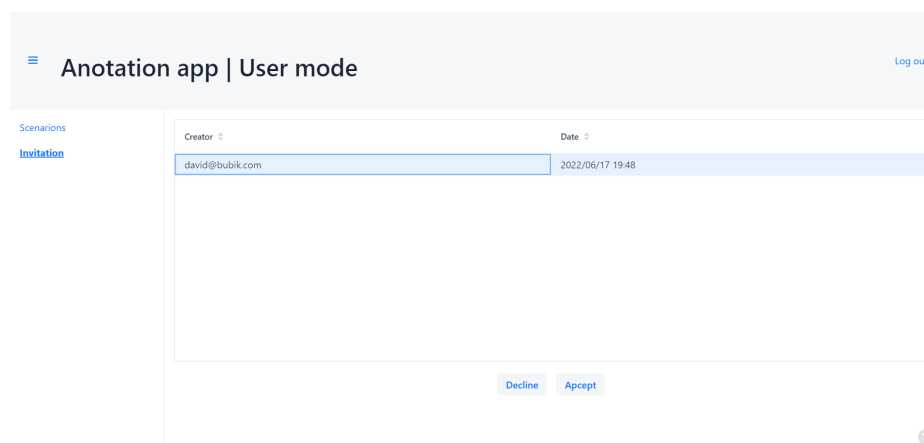 Anotation app | User mode
Log ou
Scenarions
Invitation
Creator
Date
david@bubik.com
2022/06/17 19:48
Decline
Apcept